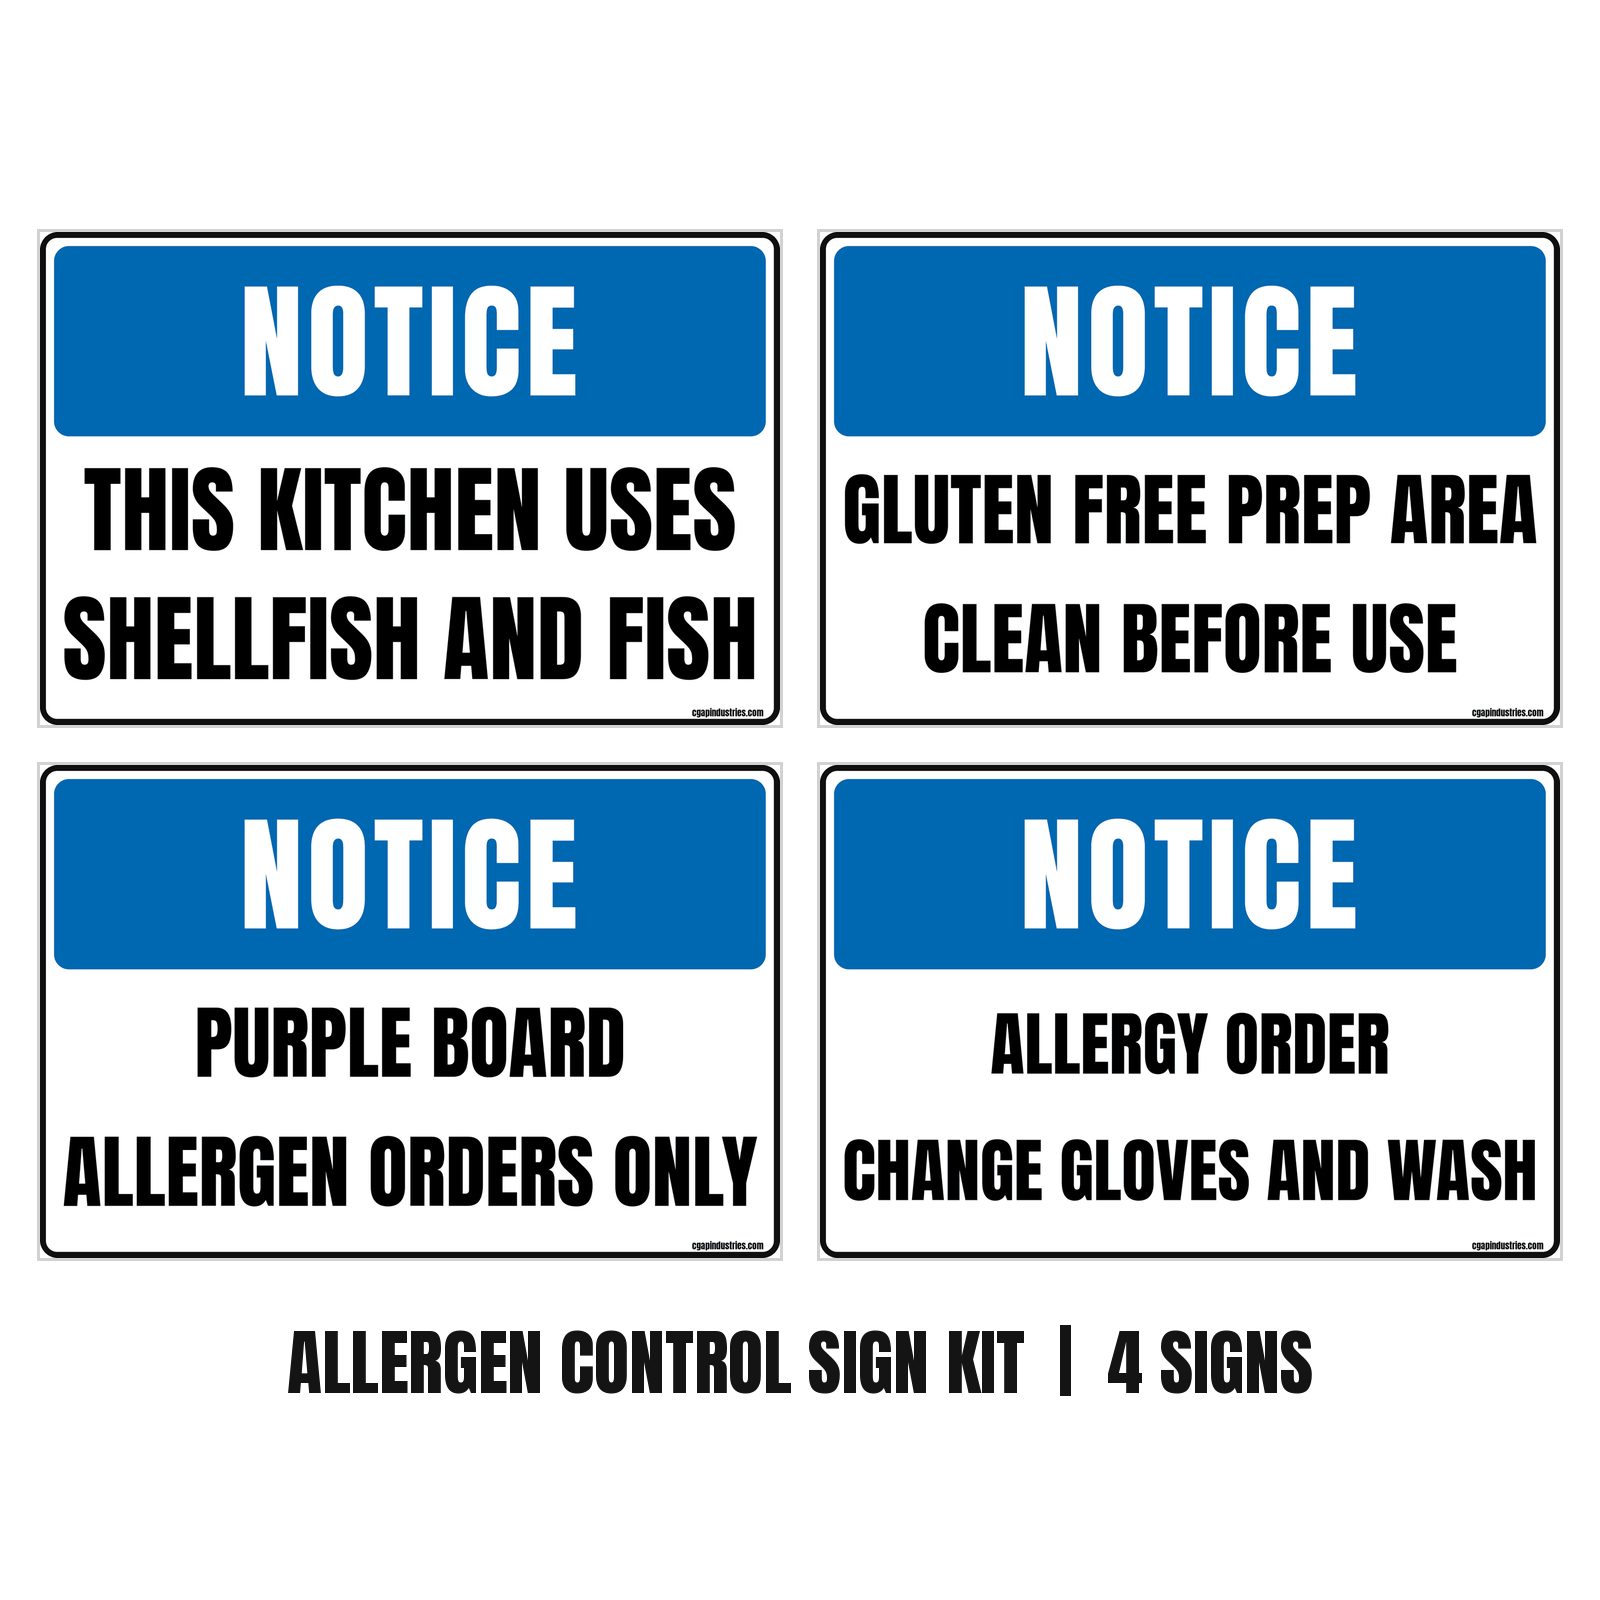 NOTICE
THIS KITCHEN USES
SHELLFISH AND FISH
cgapindustries.com
NOTICE
GLUTEN FREE PREP AREA
CLEAN BEFORE USE
cgapindustries.com
NOTICE
PURPLE BOARD
ALLERGEN ORDERS ONLY
cgapindustries.com
NOTICE
ALLERGY ORDER
CHANGE GLOVES AND WASH
cgapindustries.com
ALLERGEN CONTROL SIGN KIT | 4 SIGNS